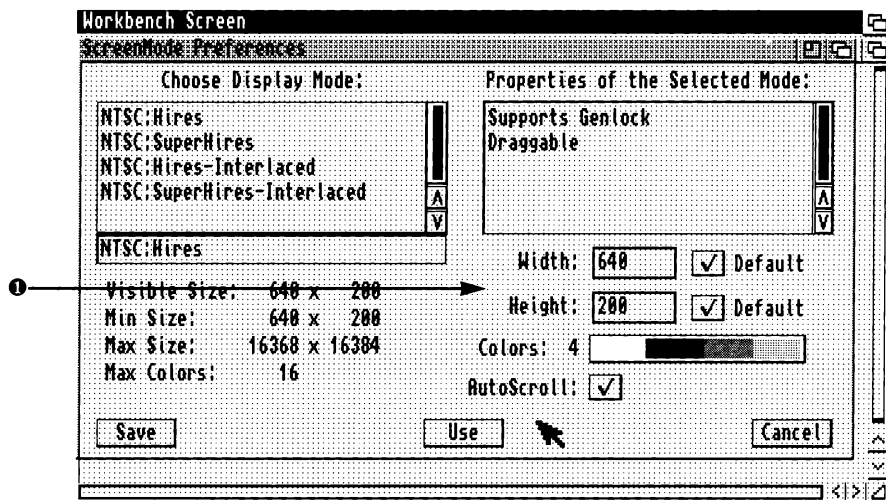 Workbench Screen
ScreenMode Preferences
Choose Display Mode:
NTSC:Hires
NTSC:SuperHires
NTSC:Hires-Interlaced
NTSC:SuperHires-Interlaced
NTSC:Hires
Visible Size: 640 x 200
Min Size: 640 x 200
Max Size: 16368 x 16384
Max Colors: 16
Properties of the Selected Mode:
Supports Genlock
Draggable
Width: 640 ✓ Default
❶
Height: 200 ✓ Default
Colors: 4
AutoScroll: ✓
Save Use Cancel